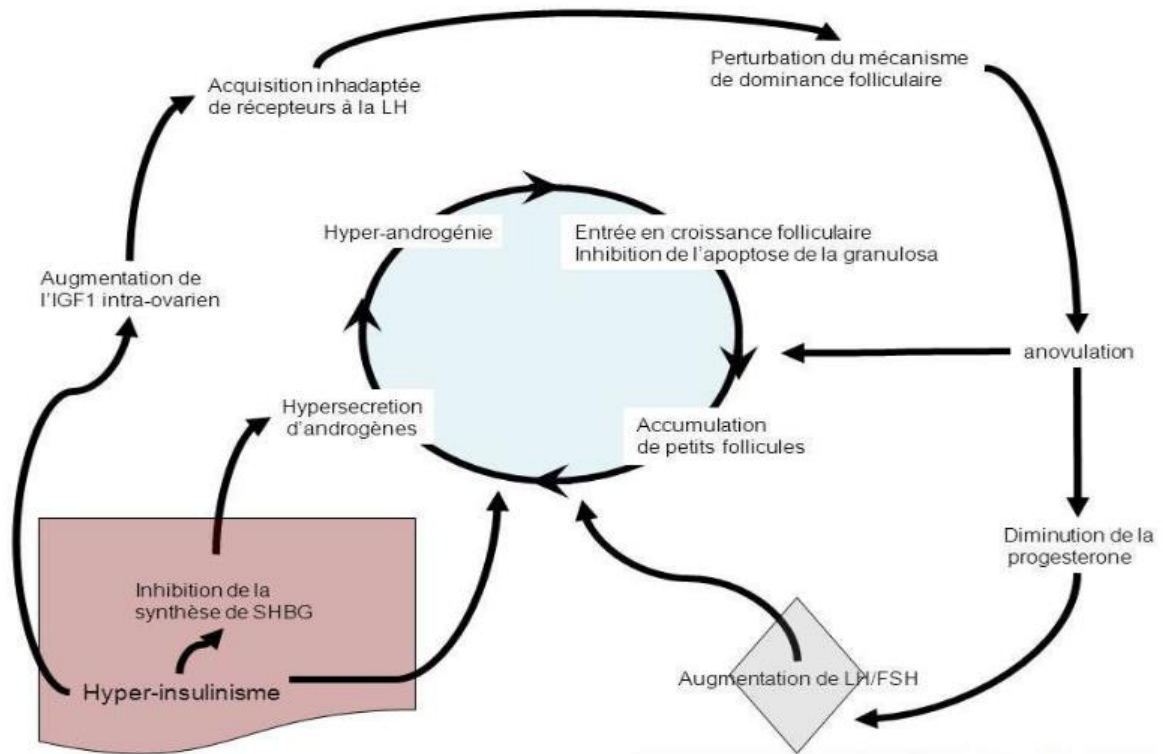 Perturbation du mécanisme
de dominance folliculaire
Acquisition inhadaptée
de récepteurs à la LH
Hyper-androgénie
Entrée en croissance folliculaire
Inhibition de l'apoptose de la granulosa
Augmentation de
l'IGF1 intra-ovarien
anovulation
Hypersecretion
d'androgènes
Accumulation
de petits follicules
Diminution de la
progesterone
Inhibition de la
synthèse de SHBG
Augmentation de LH/FSH
Hyper-insulinisme